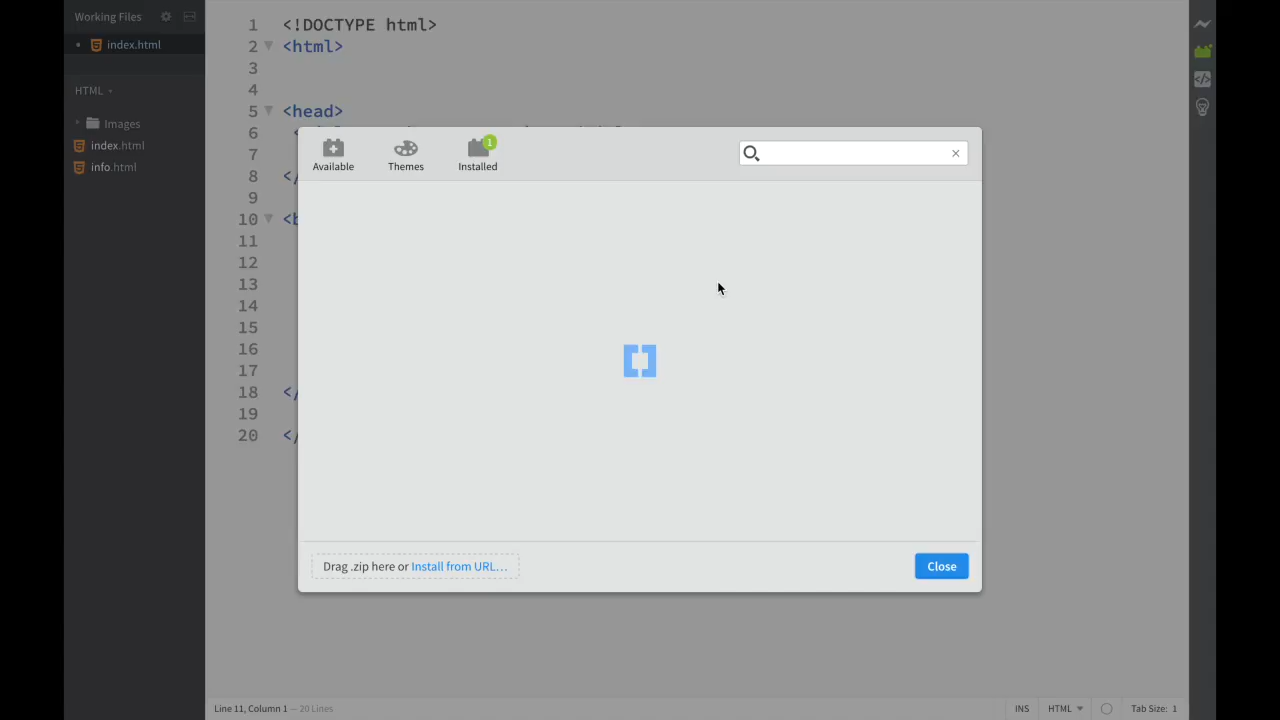 Working Files
index.html
HTML
Images
index.html
info.html
1 <!DOCTYPE html>
2 <html>
3
4
5 <head>
6
7
8 </
9
10 <b
11
12
13
14
15
16
17
18 </
19
20 </
Available
Themes
Installed
1
Drag .zip here or Install from URL...
Close
Line 11, Column 1 — 20 Lines
INS
HTML
Tab Size: 1